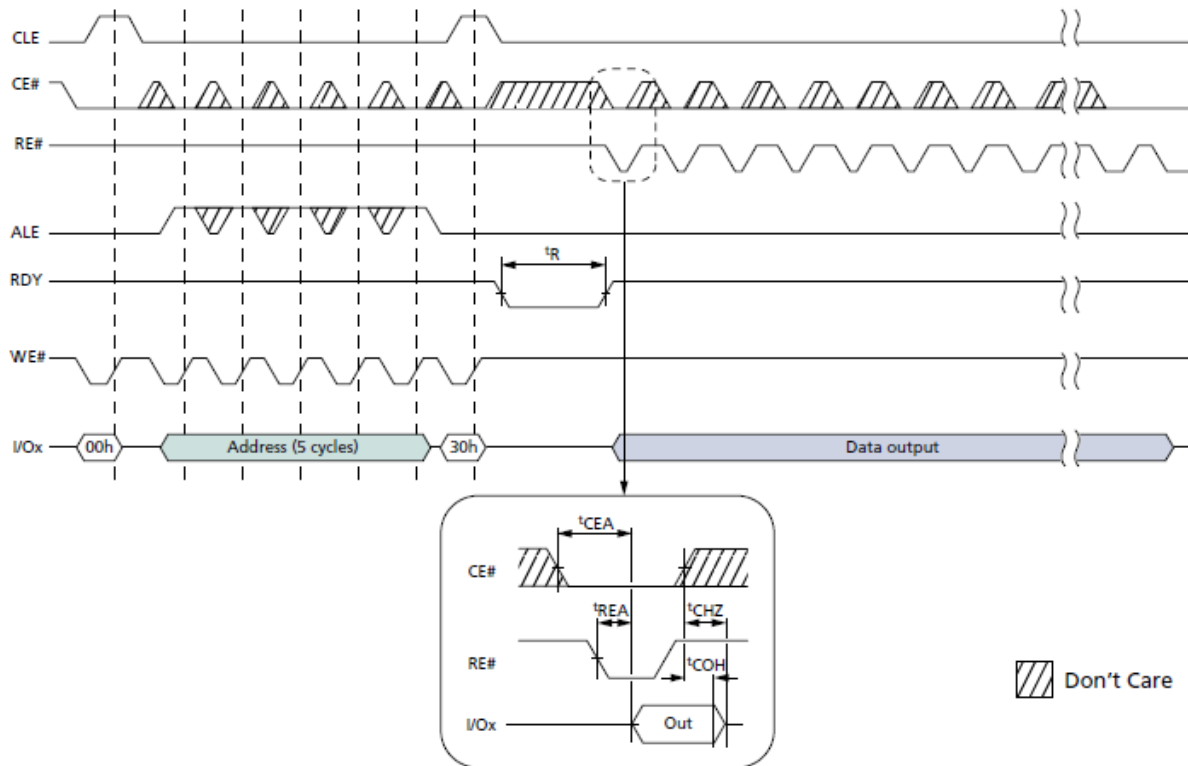 CLE
CE#
RE#
ALE
tR
RDY
WE#
I/Ox 00h Address (5 cycles) 30h Data output
tCEA
CE#
tREA tCHZ
RE#
tCOH
Don't Care
I/Ox Out